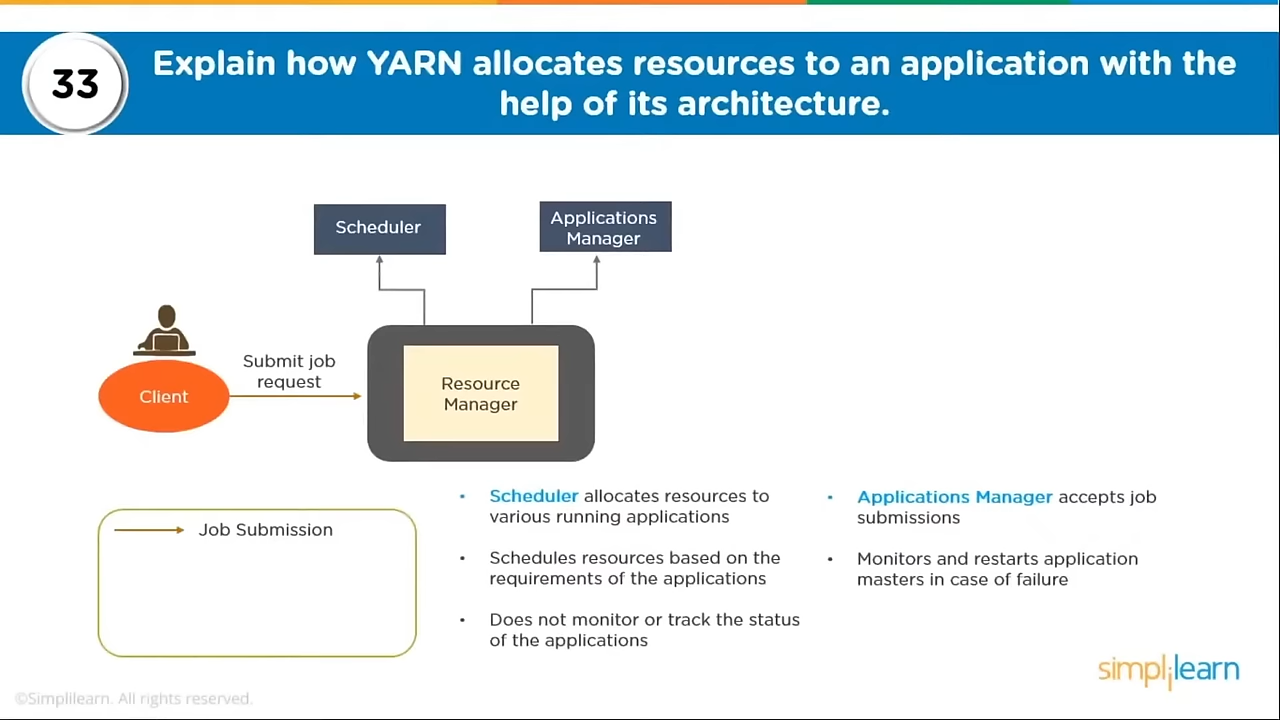 33
Explain how YARN allocates resources to an application with the
help of its architecture.
Scheduler
Applications
Manager
Submit job
request
Client
Resource
Manager
Job Submission
• Scheduler allocates resources to
various running applications
• Schedules resources based on the
requirements of the applications
• Does not monitor or track the status
of the applications
• Applications Manager accepts job
submissions
• Monitors and restarts application
masters in case of failure
simplilearn
©Simplilearn. All rights reserved.